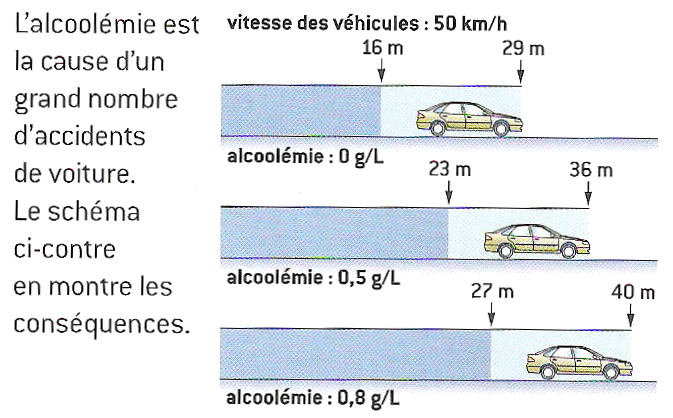 L'alcoolémie est
la cause d'un
grand nombre
d'accidents
de voiture.
Le schéma
ci-contre
en montre les
conséquences.
vitesse des véhicules : 50 km/h
16 m 29 m
alcoolémie : 0 g/L
23 m 36 m
alcoolémie : 0,5 g/L
27 m 40 m
alcoolémie : 0,8 g/L